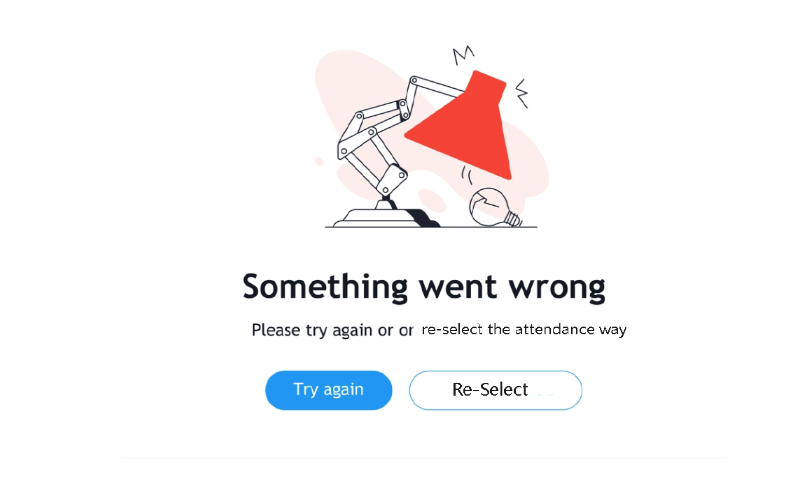 Something went wrong
Please try again or or re-select the attendance way
Try again
Re-Select